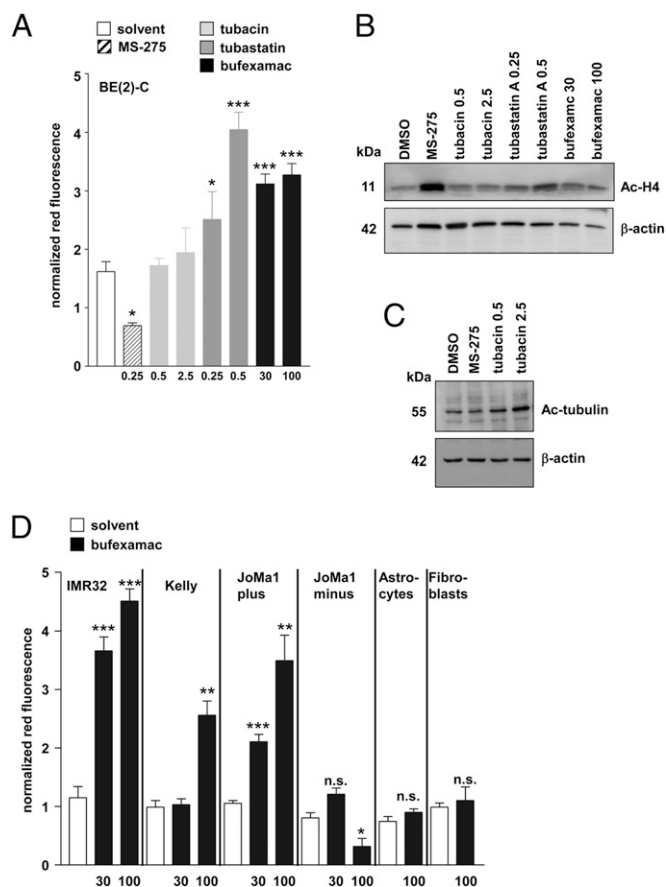 A
solvent
MS-275
tubacin
tubastatin
bufexamac
BE(2)-C
normalized red fluorescence
5
4
3
2
1
0
*
*
***
***
***
0.25 0.5 2.5 0.25 0.5 30 100
B
DMSO
MS-275
tubacin 0.5
tubacin 2.5
tubastatin A 0.25
tubastatin A 0.5
bufexamc 30
bufexamac 100
kDa
11 Ac-H4
42 β-actin
C
DMSO
MS-275
tubacin 0.5
tubacin 2.5
kDa
55 Ac-tubulin
42 β-actin
D
solvent
bufexamac
normalized red fluorescence
5
4
3
2
1
0
IMR32
Kelly
JoMa1
plus
JoMa1
minus
Astro-
cytes
Fibro-
blasts
***
***
**
***
**
n.s.
*
n.s.
n.s.
30 100 30 100 30 100 30 100 100 100